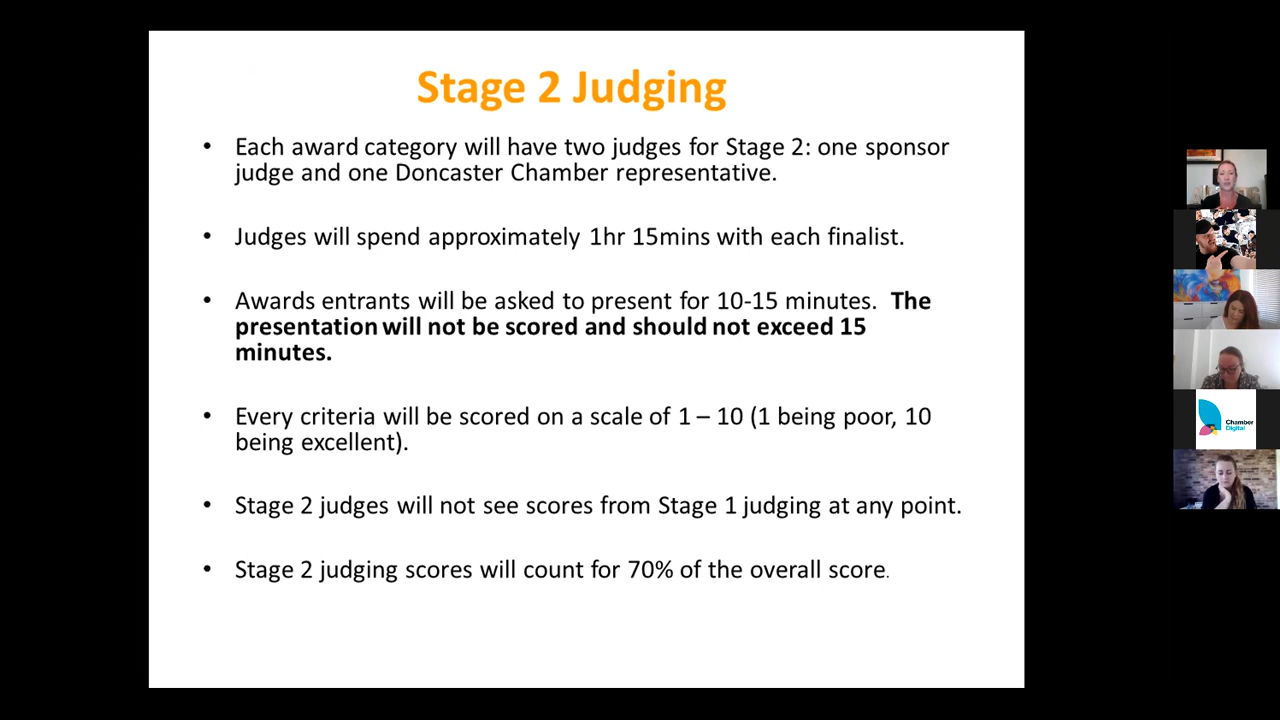 Stage 2 Judging
• Each award category will have two judges for Stage 2: one sponsor
judge and one Doncaster Chamber representative.
• Judges will spend approximately 1hr 15mins with each finalist.
• Awards entrants will be asked to present for 10-15 minutes. The
presentation will not be scored and should not exceed 15
minutes.
• Every criteria will be scored on a scale of 1 – 10 (1 being poor, 10
being excellent).
• Stage 2 judges will not see scores from Stage 1 judging at any point.
• Stage 2 judging scores will count for 70% of the overall score.
Chamber
Digital